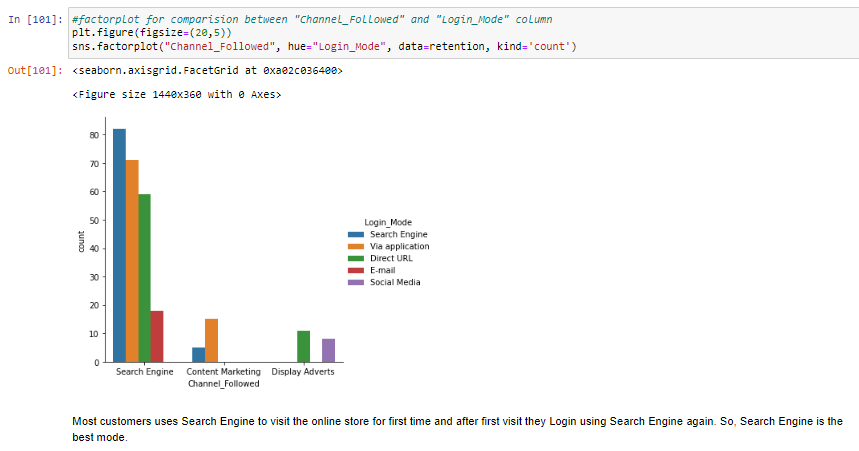 In [101]: #factorplot for comparision between "Channel_Followed" and "Login_Mode" column
plt.figure(figsize=(20,5))
sns.factorplot("Channel_Followed", hue="Login_Mode", data=retention, kind='count')
Out[101]: <seaborn.axisgrid.FacetGrid at 0xa02c036400>
<Figure size 1440x360 with 0 Axes>
80
70
60
50
40
30
20
10
0
count
Search Engine Content Marketing Display Adverts
Channel_Followed
Login_Mode
Search Engine
Via application
Direct URL
E-mail
Social Media
Most customers uses Search Engine to visit the online store for first time and after first visit they Login using Search Engine again. So, Search Engine is the
best mode.